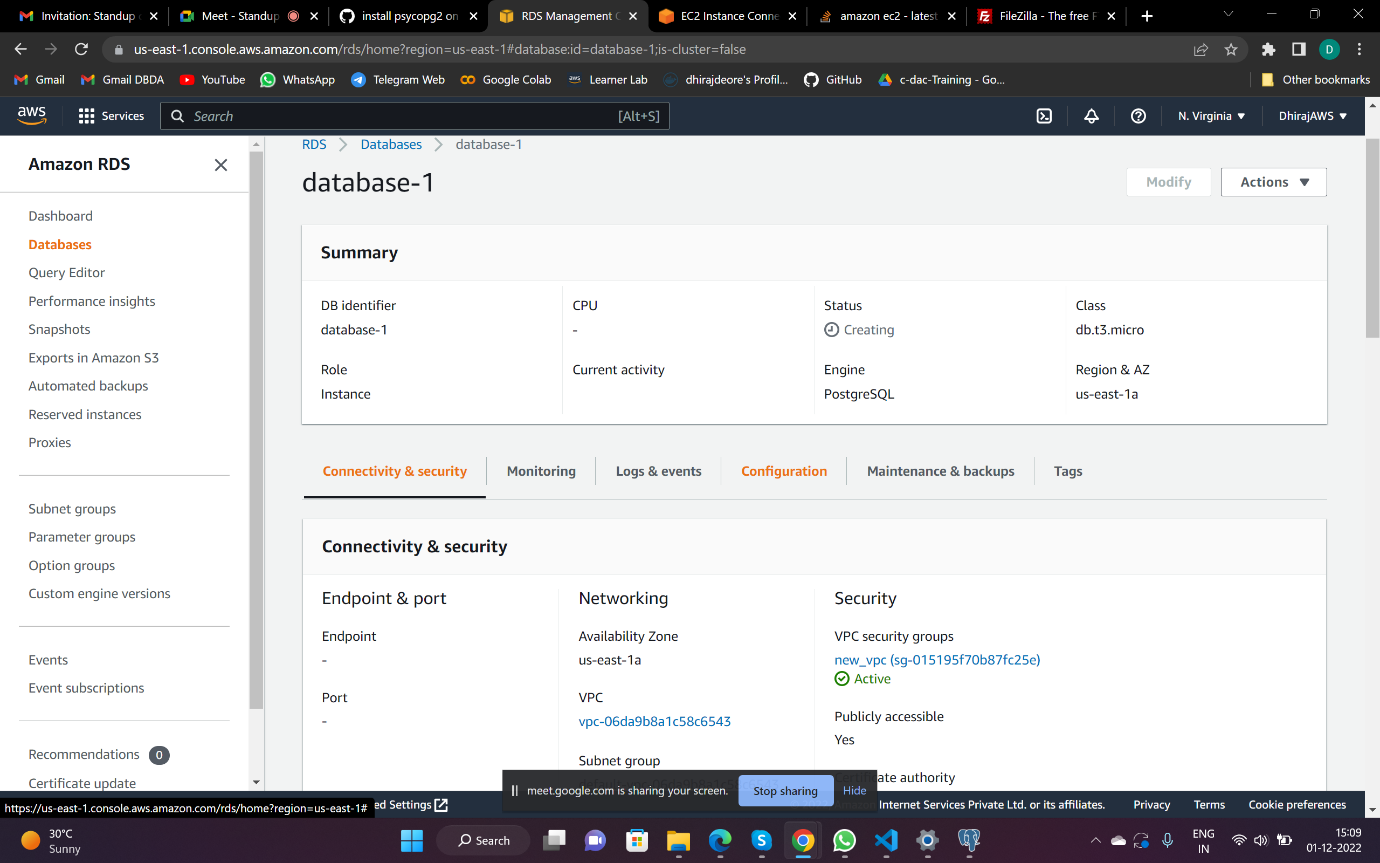 Invitation: Standup
Meet - Standup
install psycopg2 on
RDS Management C
EC2 Instance Conne
amazon ec2 - latest
FileZilla - The free F
us-east-1.console.aws.amazon.com/rds/home?region=us-east-1#database:id=database-1;is-cluster=false
D
Gmail
Gmail DBDA
YouTube
WhatsApp
Telegram Web
Google Colab
aws Learner Lab
dhirajdeore's Profil...
GitHub
c-dac-Training - Go...
Other bookmarks
aws
Services
Search
[Alt+S]
N. Virginia
DhirajAWS
Amazon RDS
Dashboard
Databases
Query Editor
Performance insights
Snapshots
Exports in Amazon S3
Automated backups
Reserved instances
Proxies
Subnet groups
Parameter groups
Option groups
Custom engine versions
Events
Event subscriptions
Recommendations 0
Certificate update
RDS > Databases > database-1
database-1
Modify
Actions
Summary
DB identifier
database-1
CPU
-
Status
Creating
Class
db.t3.micro
Role
Instance
Current activity
Engine
PostgreSQL
Region & AZ
us-east-1a
Connectivity & security
Monitoring
Logs & events
Configuration
Maintenance & backups
Tags
Connectivity & security
Endpoint & port
Endpoint
-
Port
-
Networking
Availability Zone
us-east-1a
VPC
vpc-06da9b8a1c58c6543
Subnet group
Security
VPC security groups
new_vpc (sg-015195f70b87fc25e)
Active
Publicly accessible
Yes
authority
meet.google.com is sharing your screen.
Stop sharing
Hide
https://us-east-1.console.aws.amazon.com/rds/home?region=us-east-1#
ed Settings
Internet Services Private Ltd. or its affiliates.
Privacy
Terms
Cookie preferences
30°C
Sunny
Search
ENG
IN
15:09
01-12-2022